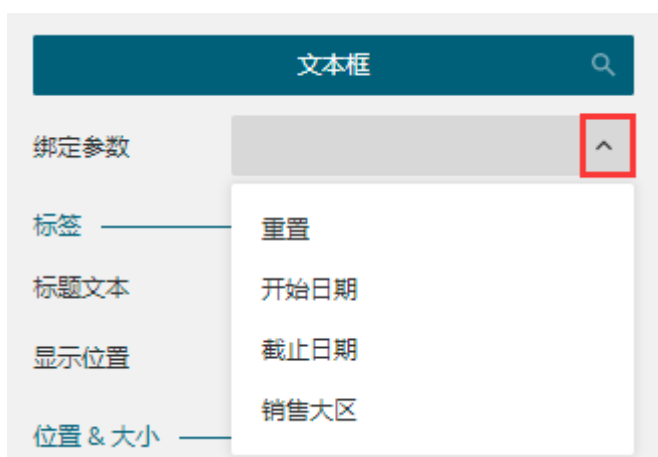 文本框
绑定参数
标签
重置
标题文本
开始日期
显示位置
截止日期
销售大区
位置 & 大小